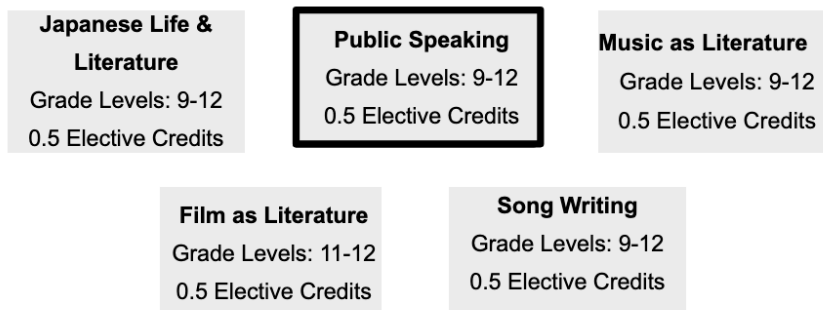 Japanese Life &
Literature
Grade Levels: 9-12
0.5 Elective Credits
Public Speaking
Grade Levels: 9-12
0.5 Elective Credits
Music as Literature
Grade Levels: 9-12
0.5 Elective Credits
Film as Literature
Grade Levels: 11-12
0.5 Elective Credits
Song Writing
Grade Levels: 9-12
0.5 Elective Credits